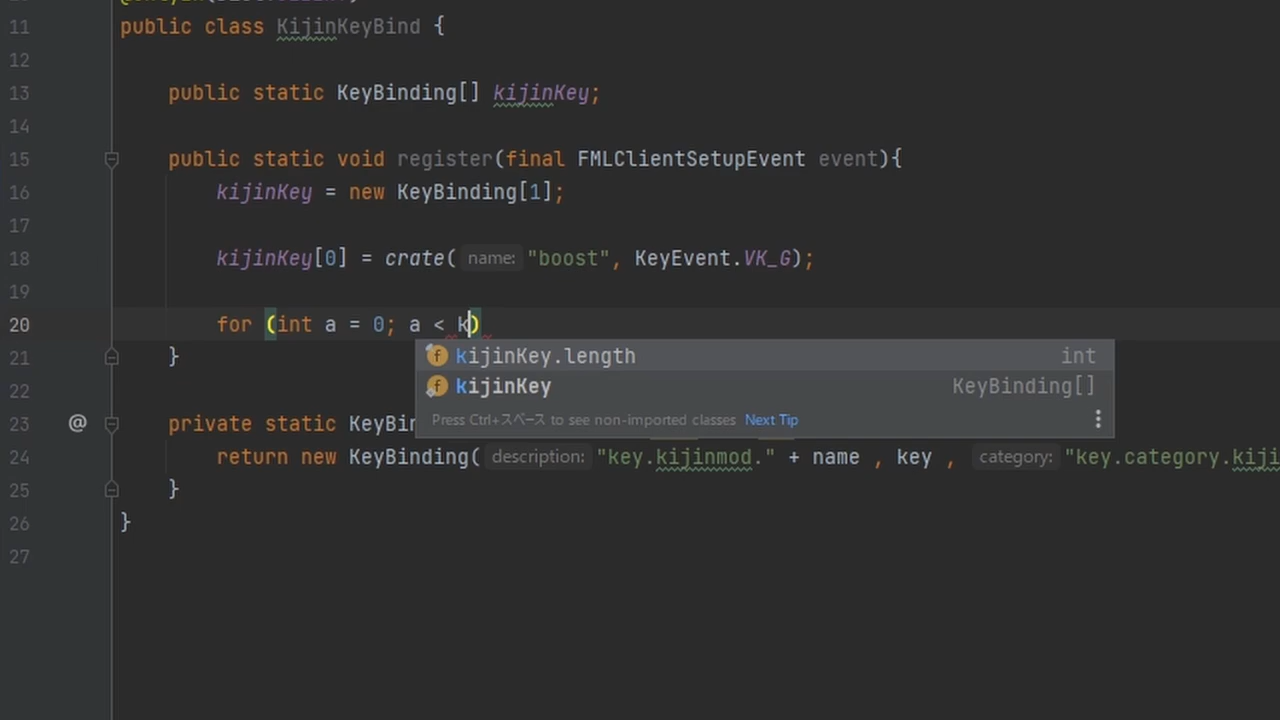 11 public class KijinKeyBind {
12
13 public static KeyBinding[] kijinKey;
14
15 public static void register(final FMLClientSetupEvent event){
16 kijinKey = new KeyBinding[1];
17
18 kijinKey[0] = crate( name: "boost", KeyEvent.VK_G);
19
20 for (int a = 0; a < k)
kijinKey.length int
21 }
kijinKey KeyBinding[]
22
Press Ctrl+スペース to see non-imported classes Next Tip
23 @ private static KeyBin
24 return new KeyBinding( description: "key.kijinmod." + name , key , category: "key.category.kiji
25 }
26 }
27